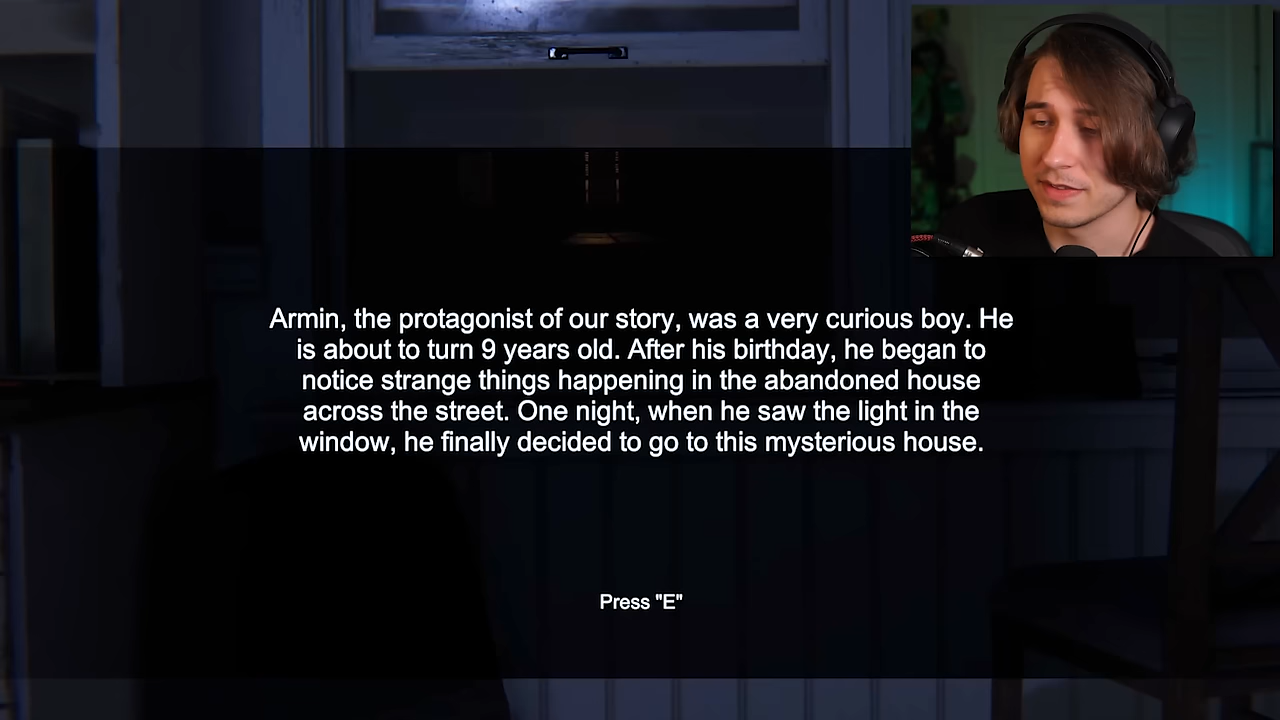 Armin, the protagonist of our story, was a very curious boy. He
is about to turn 9 years old. After his birthday, he began to
notice strange things happening in the abandoned house
across the street. One night, when he saw the light in the
window, he finally decided to go to this mysterious house.
Press "E"